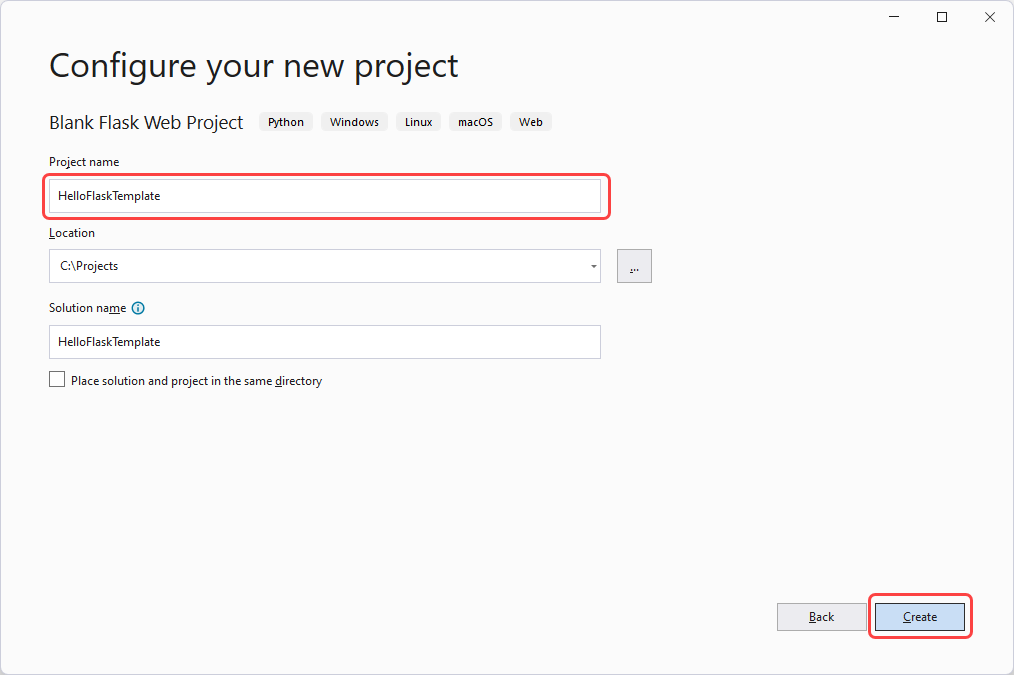 Configure your new project
Blank Flask Web Project Python Windows Linux macOS Web
Project name
HelloFlaskTemplate
Location
C:\Projects
...
Solution name
HelloFlaskTemplate
Place solution and project in the same directory
Back Create